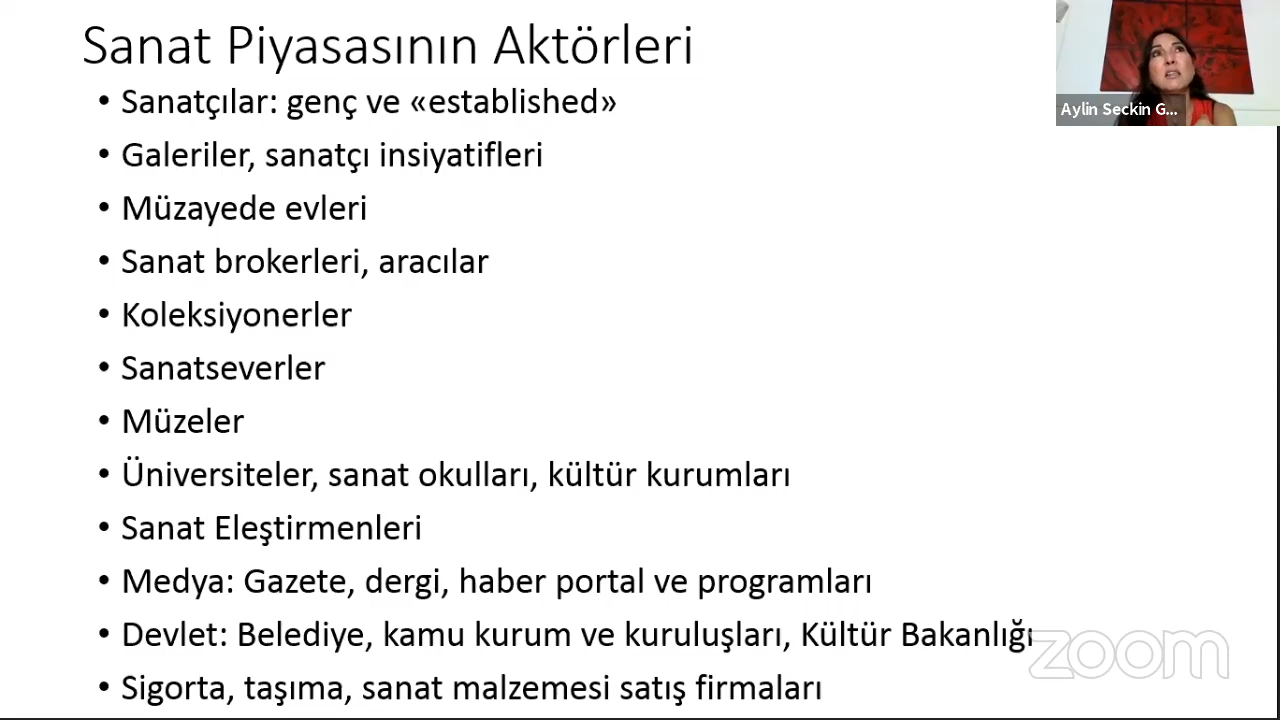 Sanat Piyasasının Aktörleri
• Sanatçılar: genç ve «established»
• Galeriler, sanatçı insiyatifleri
• Müzayede evleri
• Sanat brokerleri, aracılar
• Koleksiyonerler
• Sanatseverler
• Müzeler
• Üniversiteler, sanat okulları, kültür kurumları
• Sanat Eleştirmenleri
• Medya: Gazete, dergi, haber portal ve programları
• Devlet: Belediye, kamu kurum ve kuruluşları, Kültür Bakanlığı
• Sigorta, taşıma, sanat malzemesi satış firmaları
Aylin Seckin G...
zoom